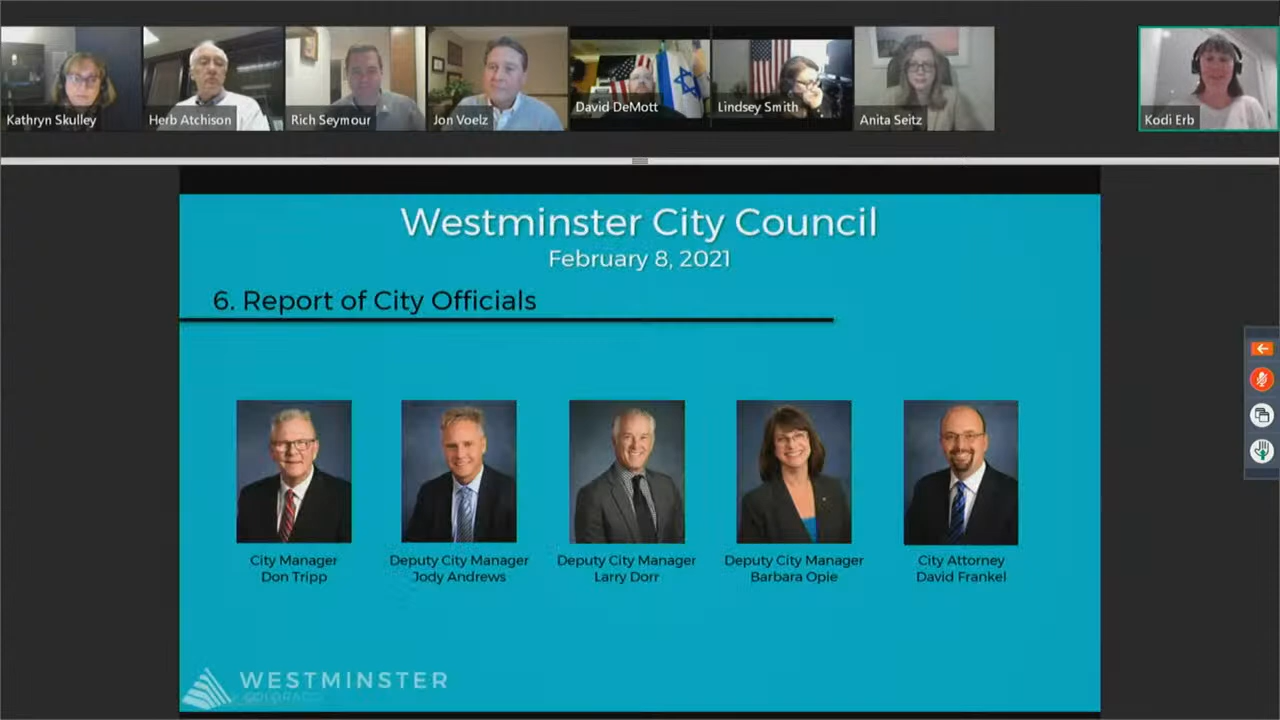 Kathryn Skulley
Herb Atchison
Rich Seymour
Jon Voelz
David DeMott
Lindsey Smith
Anita Seitz
Kodi Erb
Westminster City Council
February 8, 2021
6. Report of City Officials
City Manager
Don Tripp
Deputy City Manager
Jody Andrews
Deputy City Manager
Larry Dorr
Deputy City Manager
Barbara Opie
City Attorney
David Frankel
WESTMINSTER
COLORADO